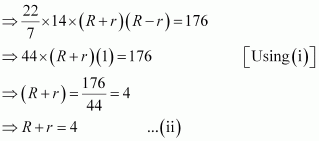 ⇒ 22/7 × 14 × (R + r)(R − r) = 176
⇒ 44 × (R + r)(1) = 176 [Using (i)]
⇒ (R + r) = 176/44 = 4
⇒ R + r = 4 ...(ii)